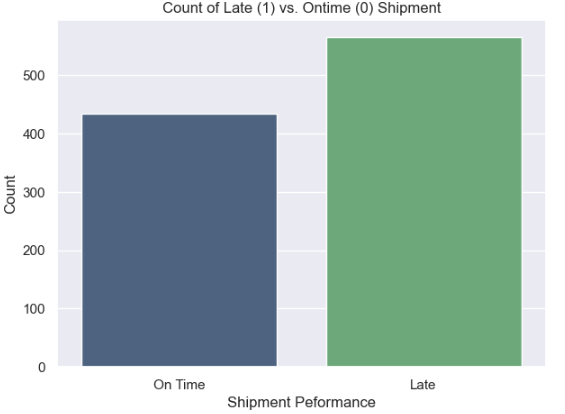 Count of Late (1) vs. Ontime (0) Shipment
500
400
300
200
100
0
Count
On Time
Late
Shipment Peformance